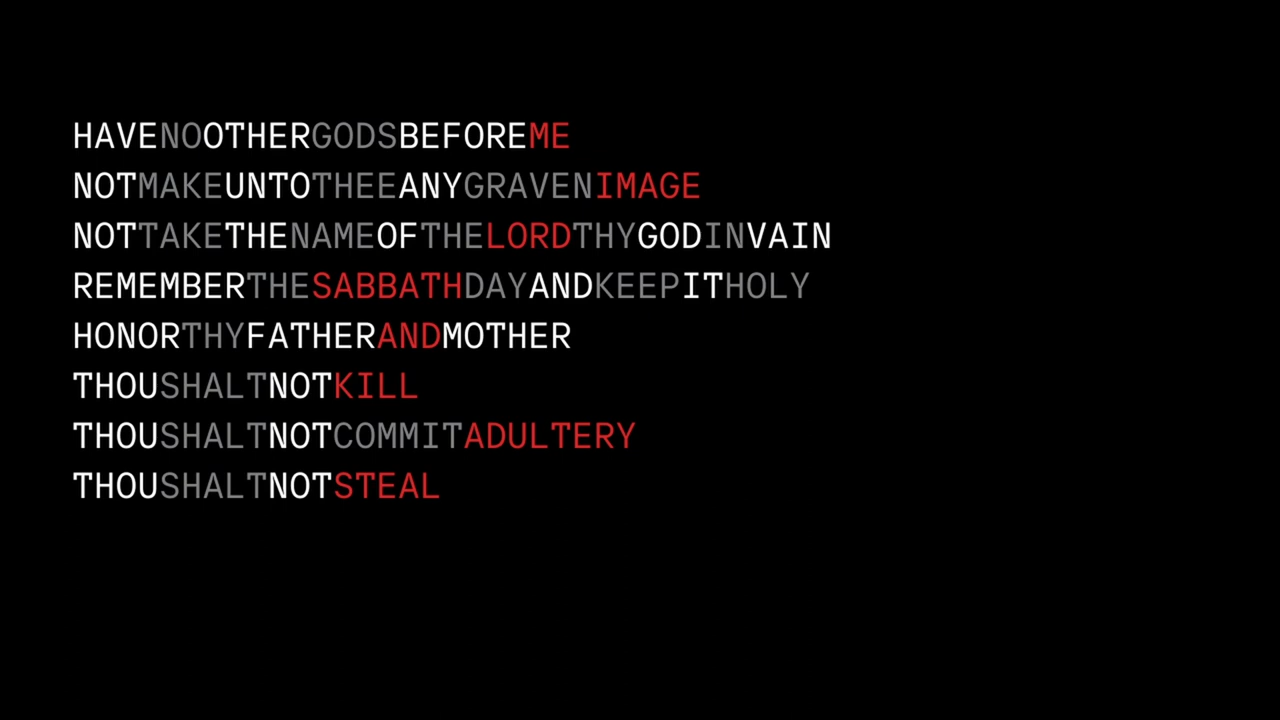 HAVENOOTHERGODSBEFOREME
NOTMAKEUNTOTHEEANYGRAVENIMAGE
NOTTAKETHENAMEOFTHELORDTHYGODINVAIN
REMEMBERTHESABBATHDAYANDKEEPITHOLY
HONORTHYFATHERANDMOTHER
THOUSHALTNOTKILL
THOUSHALTNOTCOMMITADULTERY
THOUSHALTNOTSTEAL